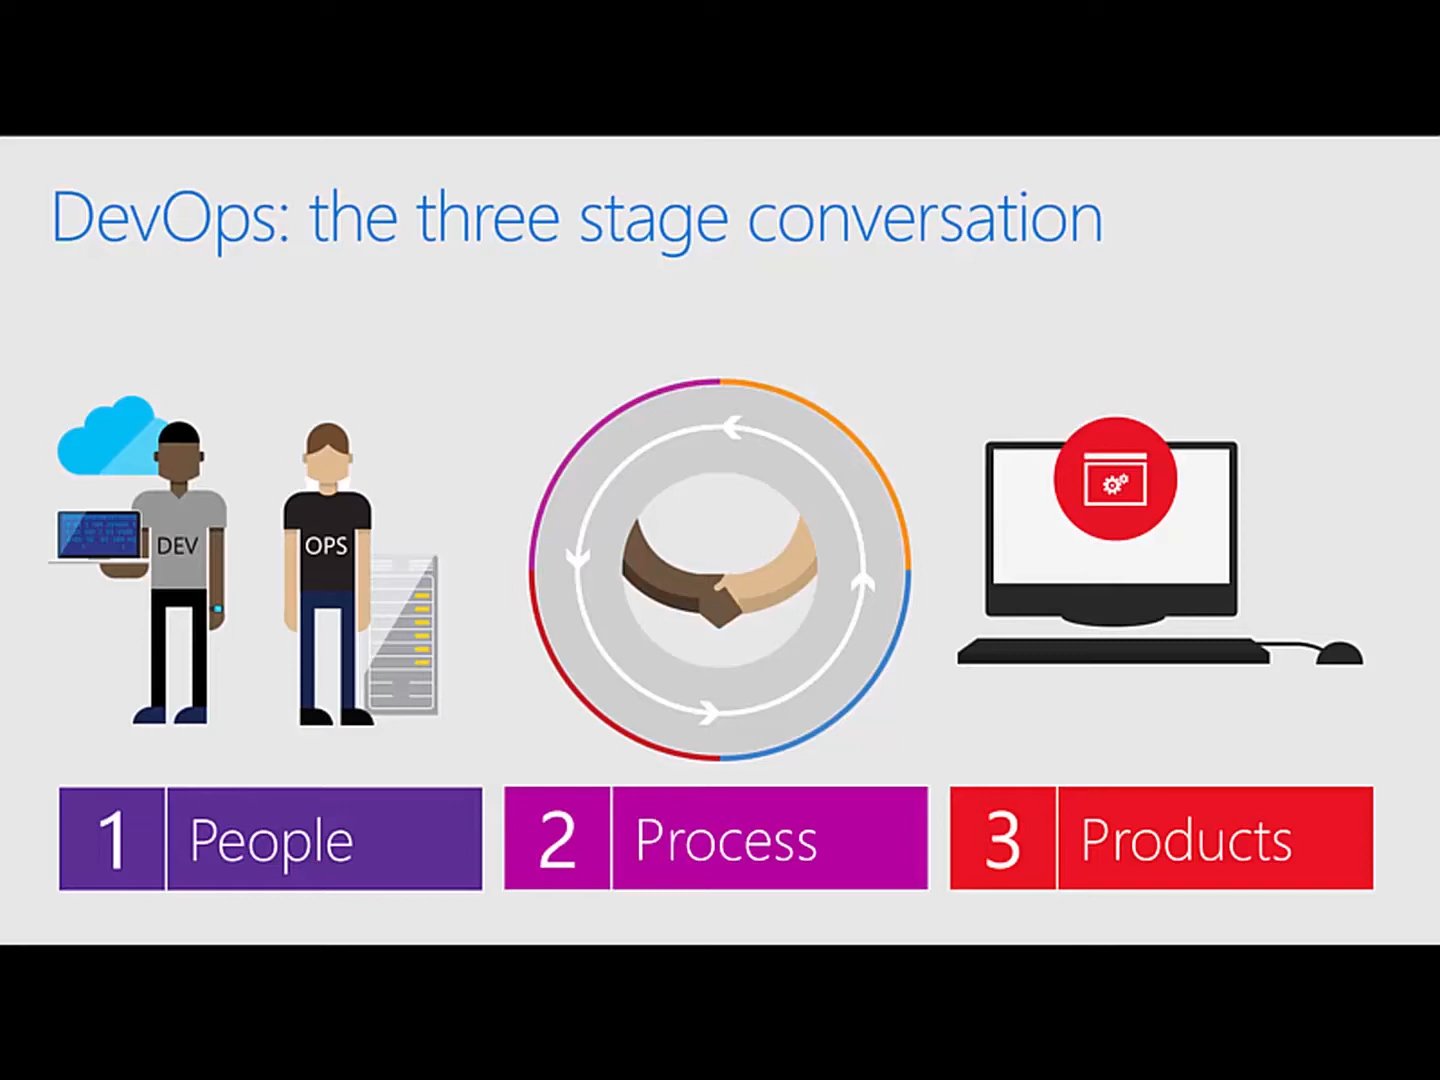 DevOps: the three stage conversation
DEV
OPS
1 People
2 Process
3 Products